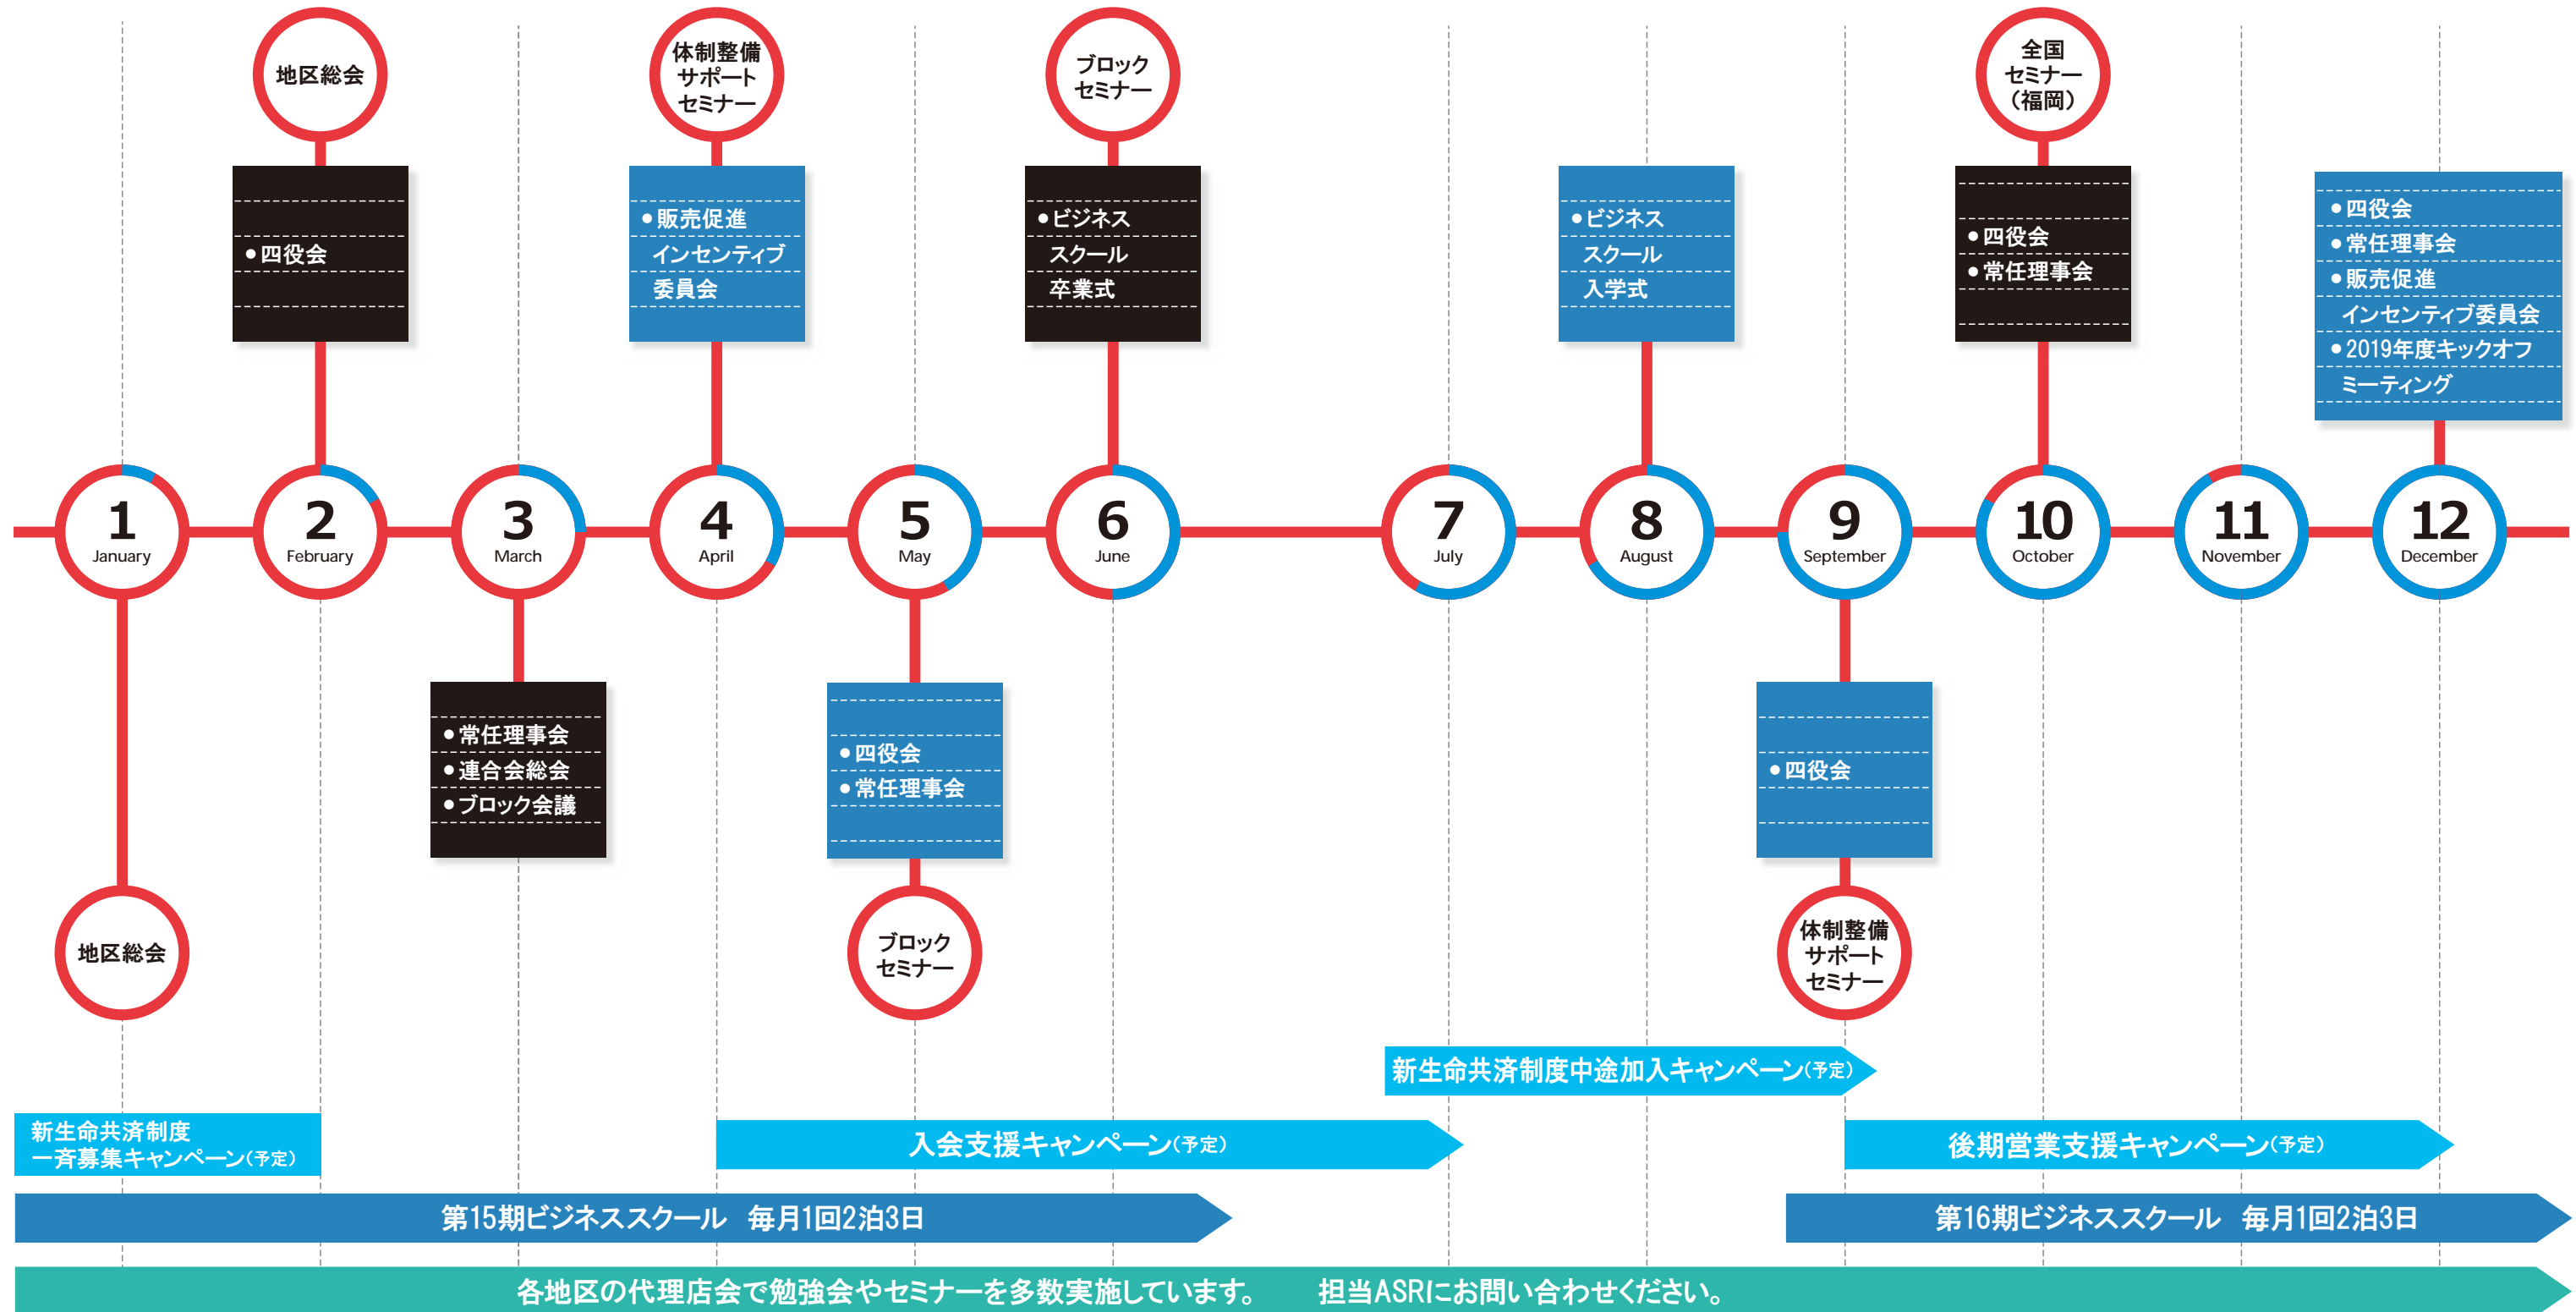 地区総会
体制整備
サポート
セミナー
ブロック
セミナー
全国
セミナー
（福岡）
●四役会
●販売促進
インセンティブ
委員会
●ビジネス
スクール
卒業式
●ビジネス
スクール
入学式
●四役会
●常任理事会
●四役会
●常任理事会
●販売促進
インセンティブ委員会
●2019年度キックオフ
ミーティング
1
January
2
February
3
March
4
April
5
May
6
June
7
July
8
August
9
September
10
October
11
November
12
December
●常任理事会
●連合会総会
●ブロック会議
●四役会
●常任理事会
●四役会
地区総会
ブロック
セミナー
体制整備
サポート
セミナー
新生命共済制度中途加入キャンペーン（予定）
新生命共済制度
一斉募集キャンペーン（予定）
入会支援キャンペーン（予定）
後期営業支援キャンペーン（予定）
第15期ビジネススクール　毎月1回2泊3日
第16期ビジネススクール　毎月1回2泊3日
各地区の代理店会で勉強会やセミナーを多数実施しています。　担当ASRにお問い合わせください。